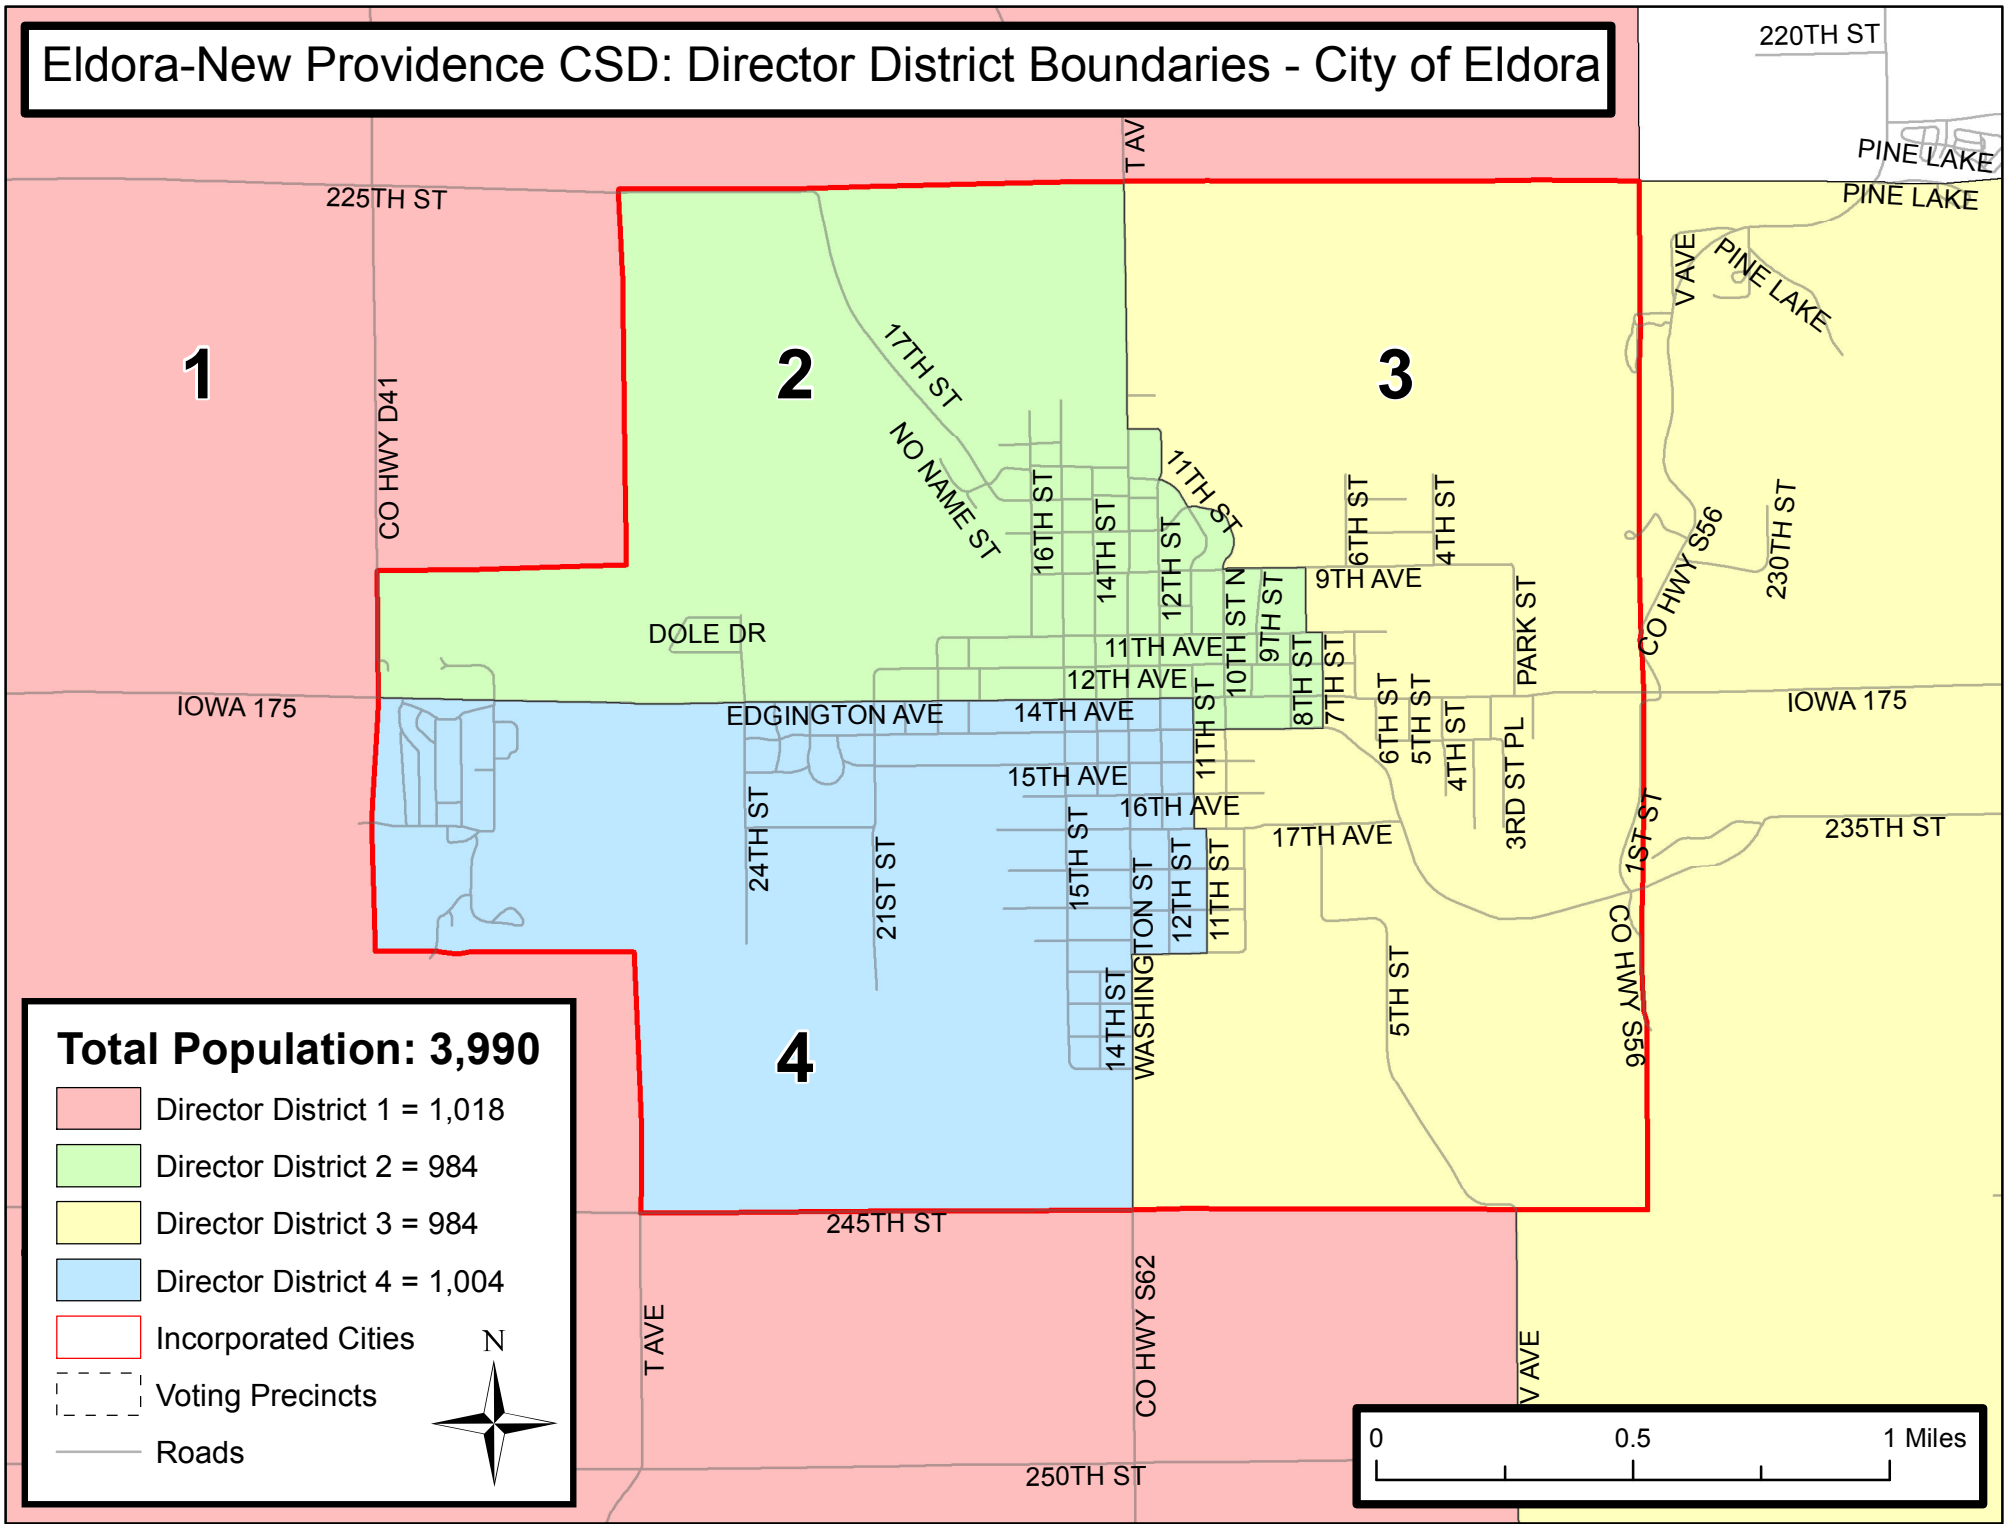 Eldora-New Providence CSD: Director District Boundaries - City of Eldora
220TH ST
T AV
PINE LAKE
PINE LAKE
225TH ST
V AVE
PINE LAKE
1
2
3
17TH ST
CO HWY D41
NO NAME ST
11TH ST
16TH ST
14TH ST
12TH ST
6TH ST
4TH ST
230TH ST
CO HWY S56
9TH AVE
10TH ST N
9TH ST
PARK ST
DOLE DR
11TH AVE
8TH ST
7TH ST
12TH AVE
IOWA 175
EDGINGTON AVE
14TH AVE
11TH ST
6TH ST
5TH ST
4TH ST
3RD ST PL
IOWA 175
15TH AVE
16TH AVE
17TH AVE
1ST ST
235TH ST
24TH ST
21ST ST
15TH ST
WASHINGTON ST
12TH ST
11TH ST
14TH ST
5TH ST
CO HWY S56
4
245TH ST
T AVE
CO HWY S62
V AVE
250TH ST
Total Population: 3,990
Director District 1 = 1,018
Director District 2 = 984
Director District 3 = 984
Director District 4 = 1,004
Incorporated Cities
Voting Precincts
Roads
N
0 0.5 1 Miles